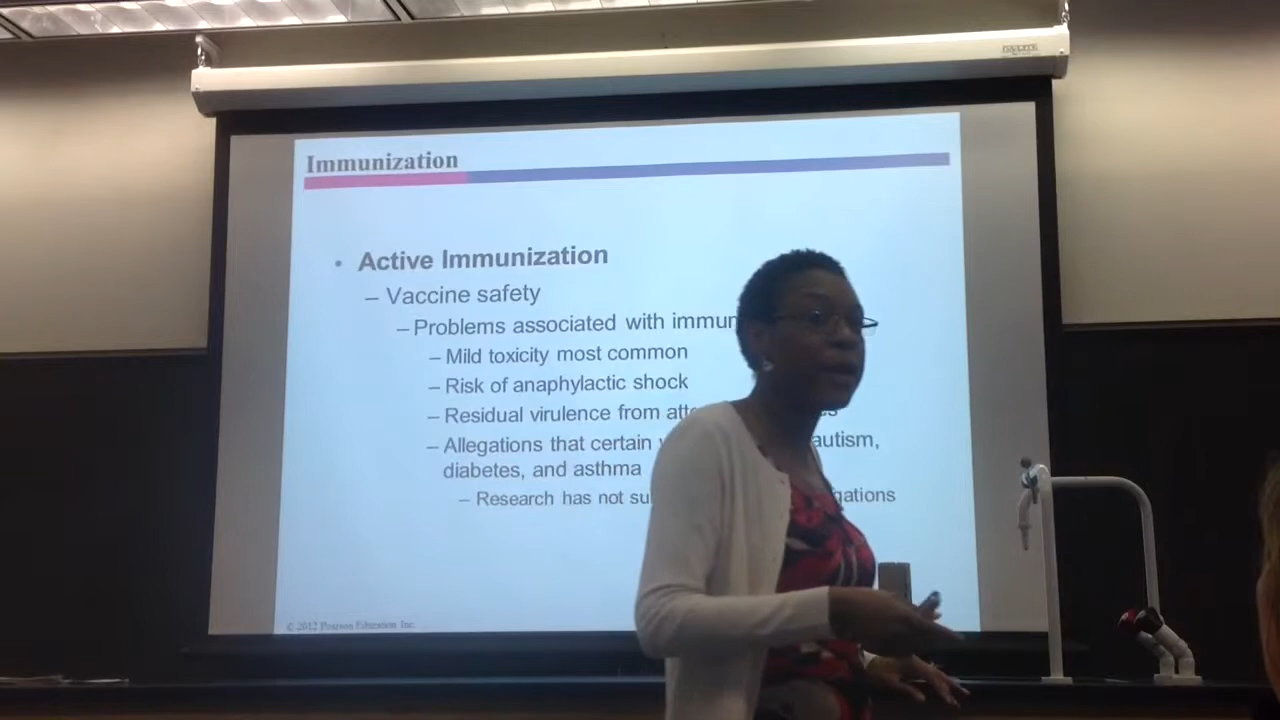 Immunization
• Active Immunization
– Vaccine safety
– Problems associated with immun
– Mild toxicity most common
– Risk of anaphylactic shock
– Residual virulence from atte
– Allegations that certain autism,
diabetes, and asthma
– Research has not su gations
© 2012 Pearson Education Inc.